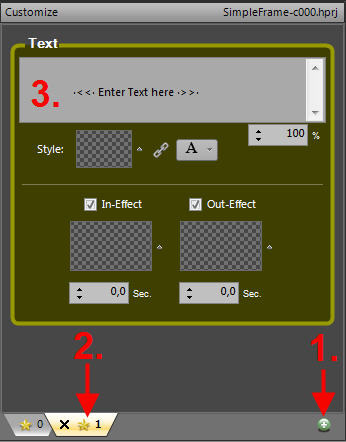 Customize SimpleFrame-c000.hprj
Text
3. ·<<· Enter Text here ·>>·
Style: A 100 %
In-Effect Out-Effect
0,0 Sec. 0,0 Sec.
2. 1.
0 1